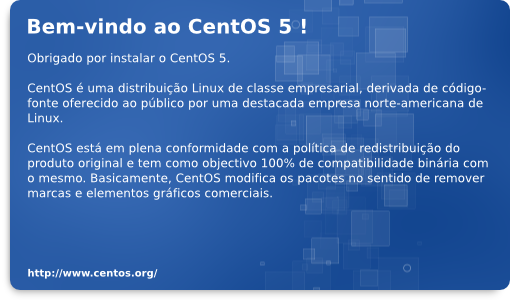 Bem-vindo ao CentOS 5 !
Obrigado por instalar o CentOS 5.
CentOS é uma distribuição Linux de classe empresarial, derivada de código-
fonte oferecido ao público por uma destacada empresa norte-americana de
Linux.
CentOS está em plena conformidade com a política de redistribuição do
produto original e tem como objectivo 100% de compatibilidade binária com
o mesmo. Basicamente, CentOS modifica os pacotes no sentido de remover
marcas e elementos gráficos comerciais.
http://www.centos.org/